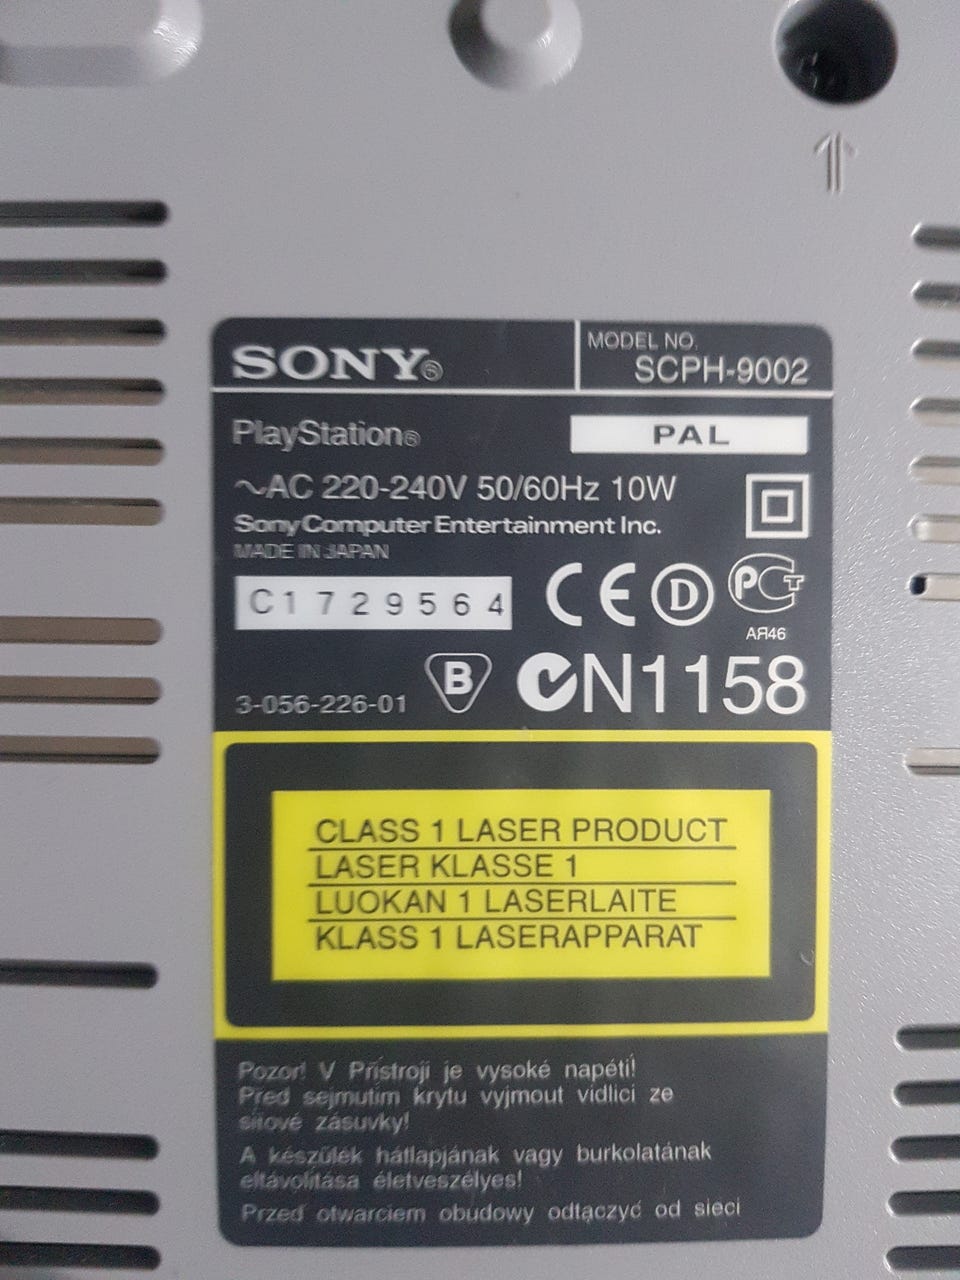 SONY®
MODEL NO.
SCPH-9002
PlayStation®
PAL
~AC 220-240V 50/60Hz 10W
Sony Computer Entertainment Inc.
MADE IN JAPAN
C1729564
CE D PCT
АЯ46
B
N1158
3-056-226-01
CLASS 1 LASER PRODUCT
LASER KLASSE 1
LUOKAN 1 LASERLAITE
KLASS 1 LASERAPPARAT
Pozor! V Přístroji je vysoké napětí!
Před sejmutím krytu vyjmout vidlici ze
síťové zásuvky!
A készülék hátlapjának vagy burkolatának
eltávolítása életveszélyes!
Przed otwarciem obudowy odłączyć od sieci